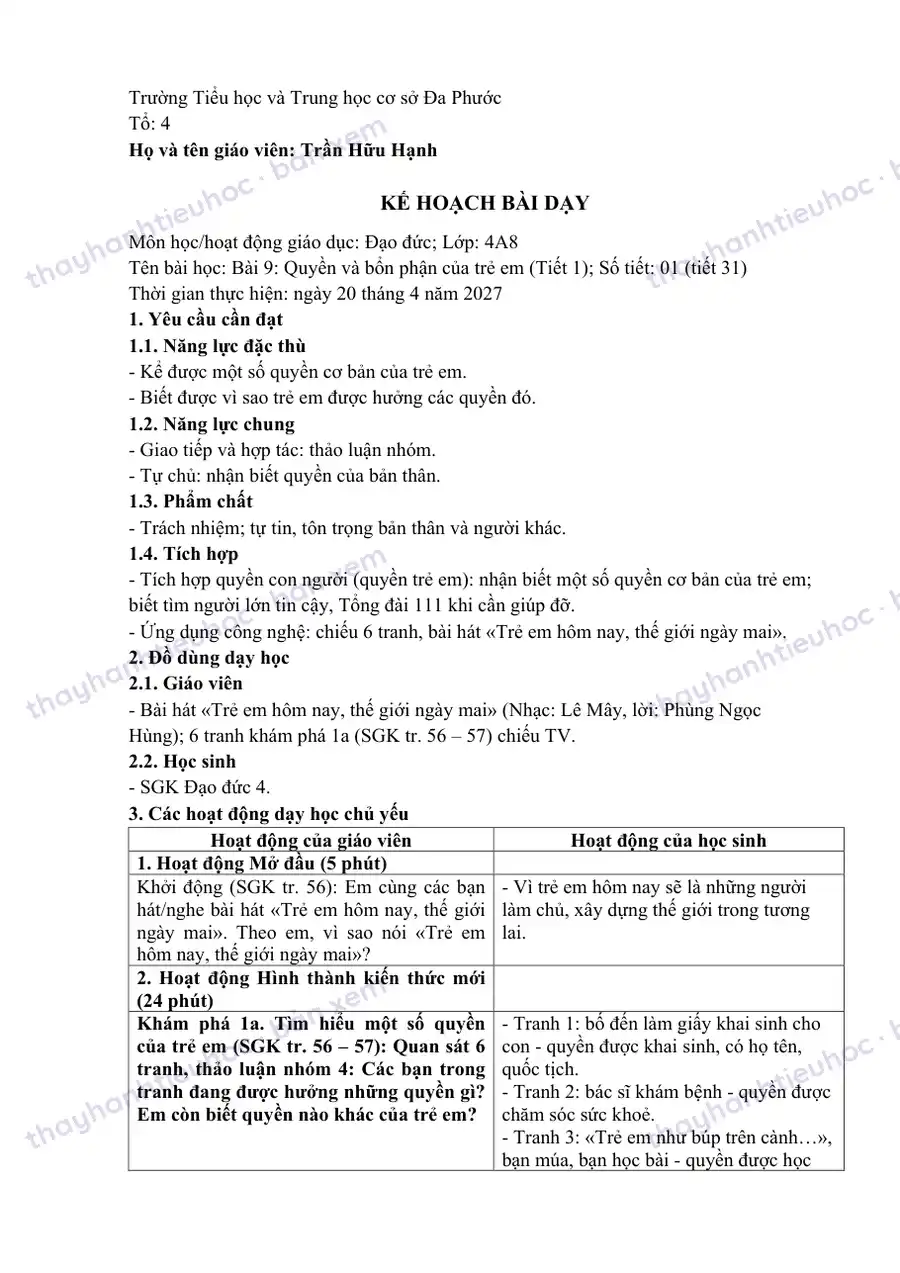 Trường Tiểu học và Trung học cơ sở Đa Phước
Tổ: 4
Họ và tên giáo viên: Trần Hữu Hạnh
KẾ HOẠCH BÀI DẠY
Môn học/hoạt động giáo dục: Đạo đức; Lớp: 4A8
Tên bài học: Bài 9: Quyền và bổn phận của trẻ em (Tiết 1); Số tiết: 01 (tiết 31)
Thời gian thực hiện: ngày 20 tháng 4 năm 2027
1. Yêu cầu cần đạt
1.1. Năng lực đặc thù
- Kể được một số quyền cơ bản của trẻ em.
- Biết được vì sao trẻ em được hưởng các quyền đó.
1.2. Năng lực chung
- Giao tiếp và hợp tác: thảo luận nhóm.
- Tự chủ: nhận biết quyền của bản thân.
1.3. Phẩm chất
- Trách nhiệm; tự tin, tôn trọng bản thân và người khác.
1.4. Tích hợp
- Tích hợp quyền con người (quyền trẻ em): nhận biết một số quyền cơ bản của trẻ em;
biết tìm người lớn tin cậy, Tổng đài 111 khi cần giúp đỡ.
- Ứng dụng công nghệ: chiếu 6 tranh, bài hát «Trẻ em hôm nay, thế giới ngày mai».
2. Đồ dùng dạy học
2.1. Giáo viên
- Bài hát «Trẻ em hôm nay, thế giới ngày mai» (Nhạc: Lê Mây, lời: Phùng Ngọc
Hùng); 6 tranh khám phá 1a (SGK tr. 56 – 57) chiếu TV.
2.2. Học sinh
- SGK Đạo đức 4.
3. Các hoạt động dạy học chủ yếu
Hoạt động của giáo viên
Hoạt động của học sinh
1. Hoạt động Mở đầu (5 phút)
Khởi động (SGK tr. 56): Em cùng các bạn
hát/nghe bài hát «Trẻ em hôm nay, thế giới
ngày mai». Theo em, vì sao nói «Trẻ em
hôm nay, thế giới ngày mai»?
- Vì trẻ em hôm nay sẽ là những người
làm chủ, xây dựng thế giới trong tương
lai.
2. Hoạt động Hình thành kiến thức mới
(24 phút)
Khám phá 1a. Tìm hiểu một số quyền
của trẻ em (SGK tr. 56 – 57): Quan sát 6
tranh, thảo luận nhóm 4: Các bạn trong
tranh đang được hưởng những quyền gì?
Em còn biết quyền nào khác của trẻ em?
- Tranh 1: bố đến làm giấy khai sinh cho
con - quyền được khai sinh, có họ tên,
quốc tịch.
- Tranh 2: bác sĩ khám bệnh - quyền được
chăm sóc sức khoẻ.
- Tranh 3: «Trẻ em như búp trên cành…»,
bạn múa, bạn học bài - quyền được học
thayhanhtieuhoc · bản xem
thayhanhtieuhoc · b
thayhanhtieuhoc · bản xem
thayhanhtieuhoc · b
thayhanhtieuhoc · bản xem
thayhanhtieuhoc · b